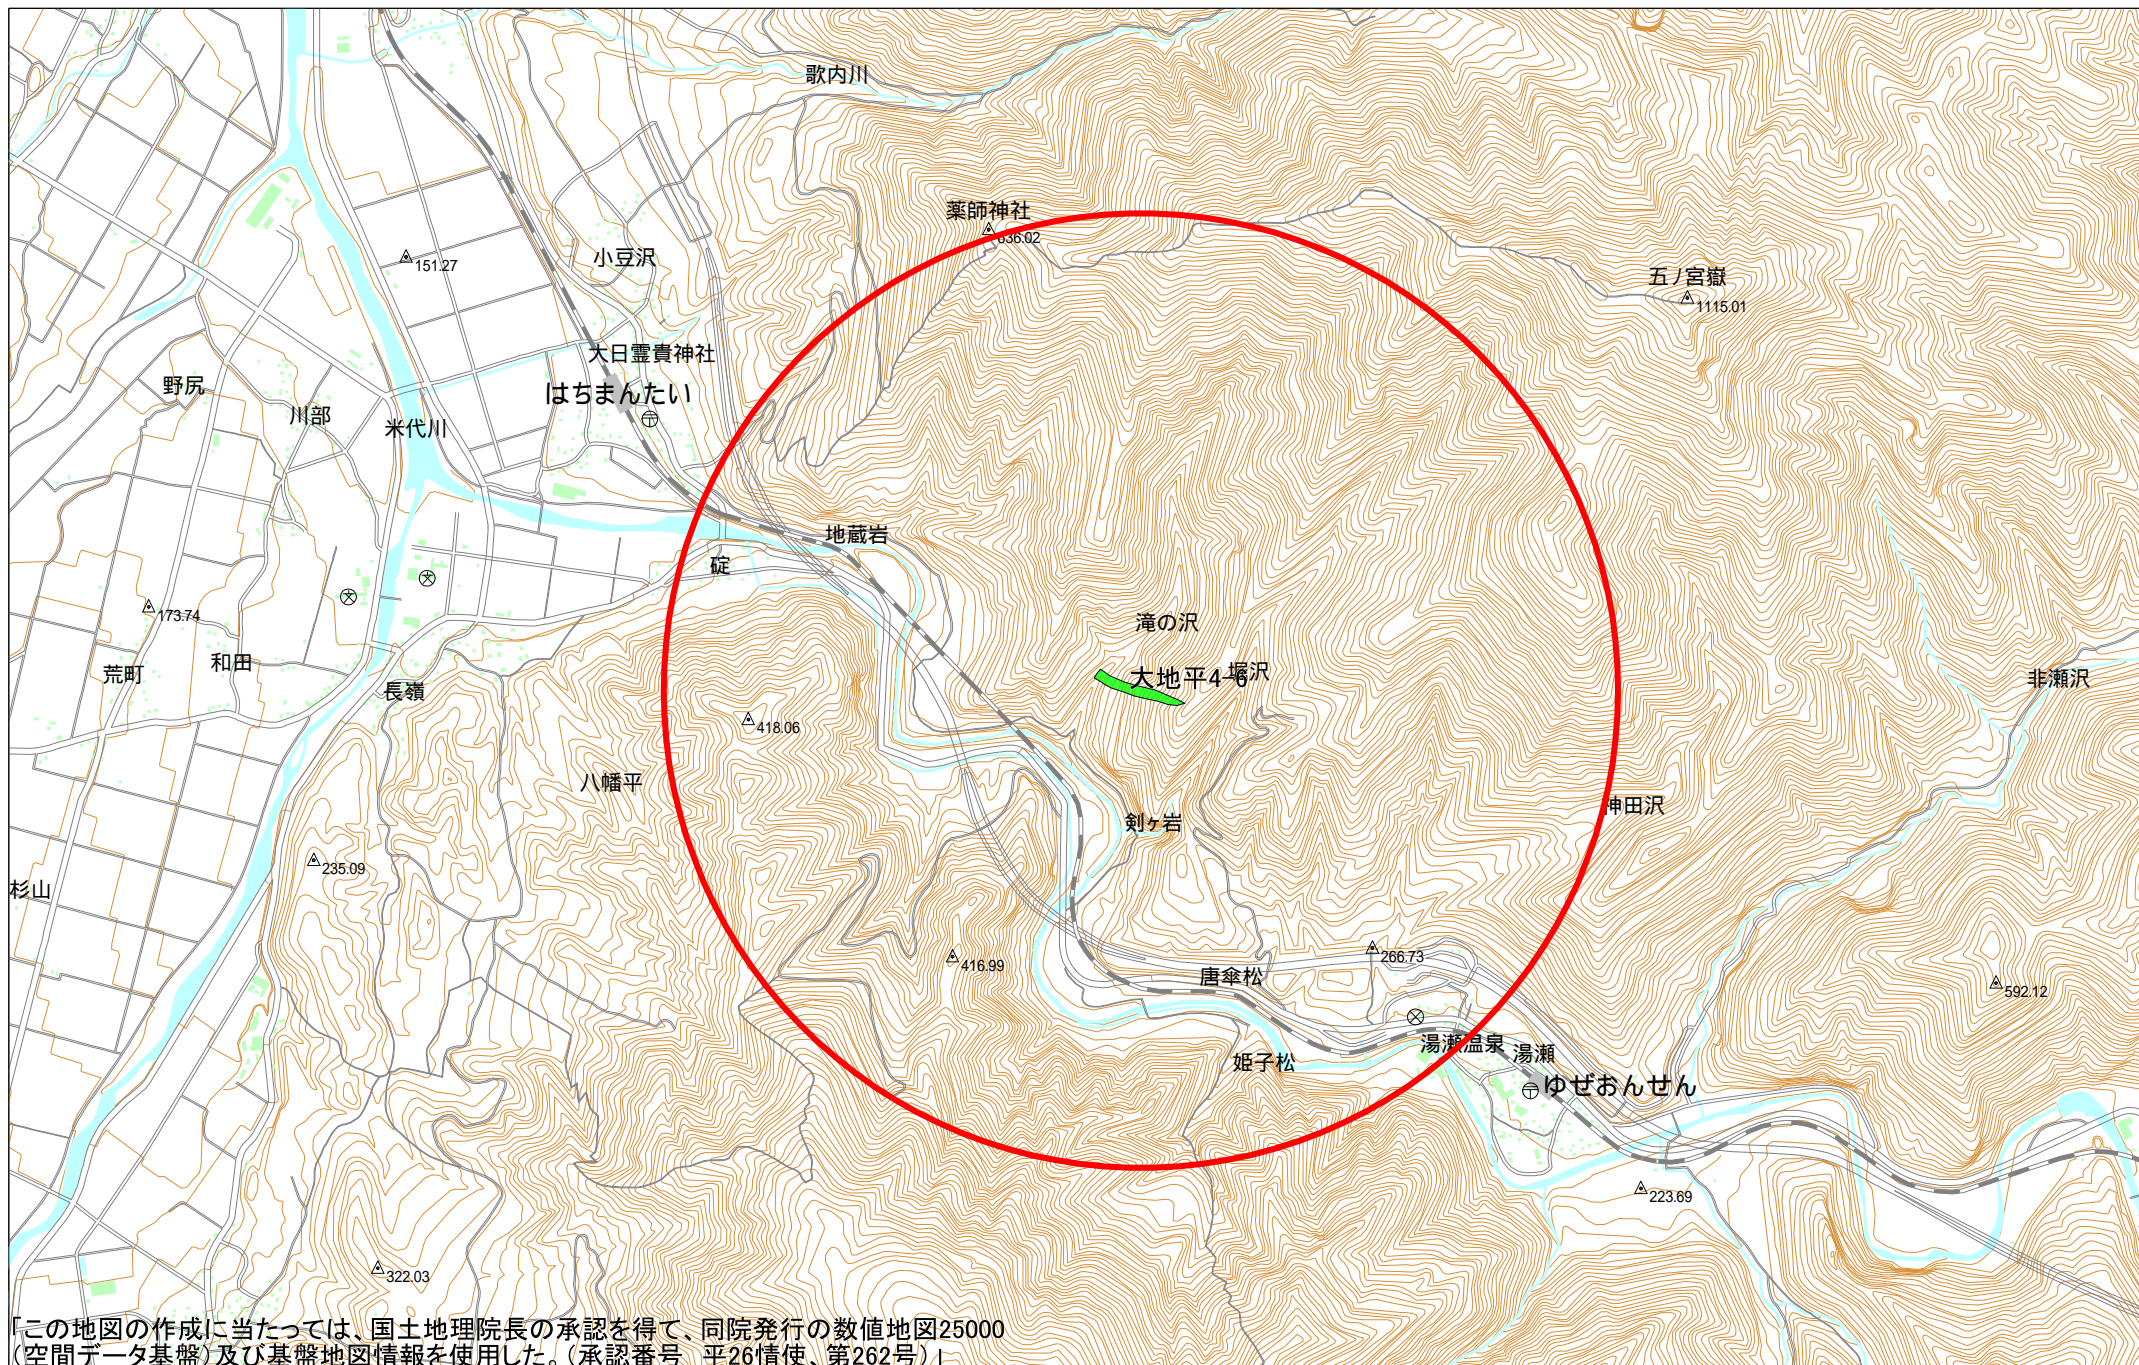 歌内川
薬師神社
636.02
小豆沢
151.27
五ノ宮嶽
1115.01
大日霊貴神社
はちまんたい
野尻
川部
米代川
地蔵岩
碇
173.74
滝の沢
和田
荒町
長嶺
大地平4-6
堀沢
非瀬沢
418.06
八幡平
神田沢
剣ヶ岩
235.09
杉山
416.99
266.73
唐傘松
592.12
湯瀬温泉
湯瀬
姫子松
ゆぜおんせん
223.69
322.03
「この地図の作成に当たっては、国土地理院長の承認を得て、同院発行の数値地図25000
(空間データ基盤)及び基盤地図情報を使用した。(承認番号 平26情使、第262号)」